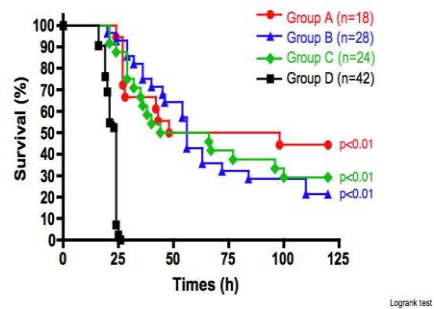 Group A (n=18)
Group B (n=28)
Group C (n=24)
Group D (n=42)
Survival (%)
100
90
80
70
60
50
40
30
20
10
0
p<0.01
p<0.01
p<0.01
0 25 50 75 100 125
Times (h)
Logrank test